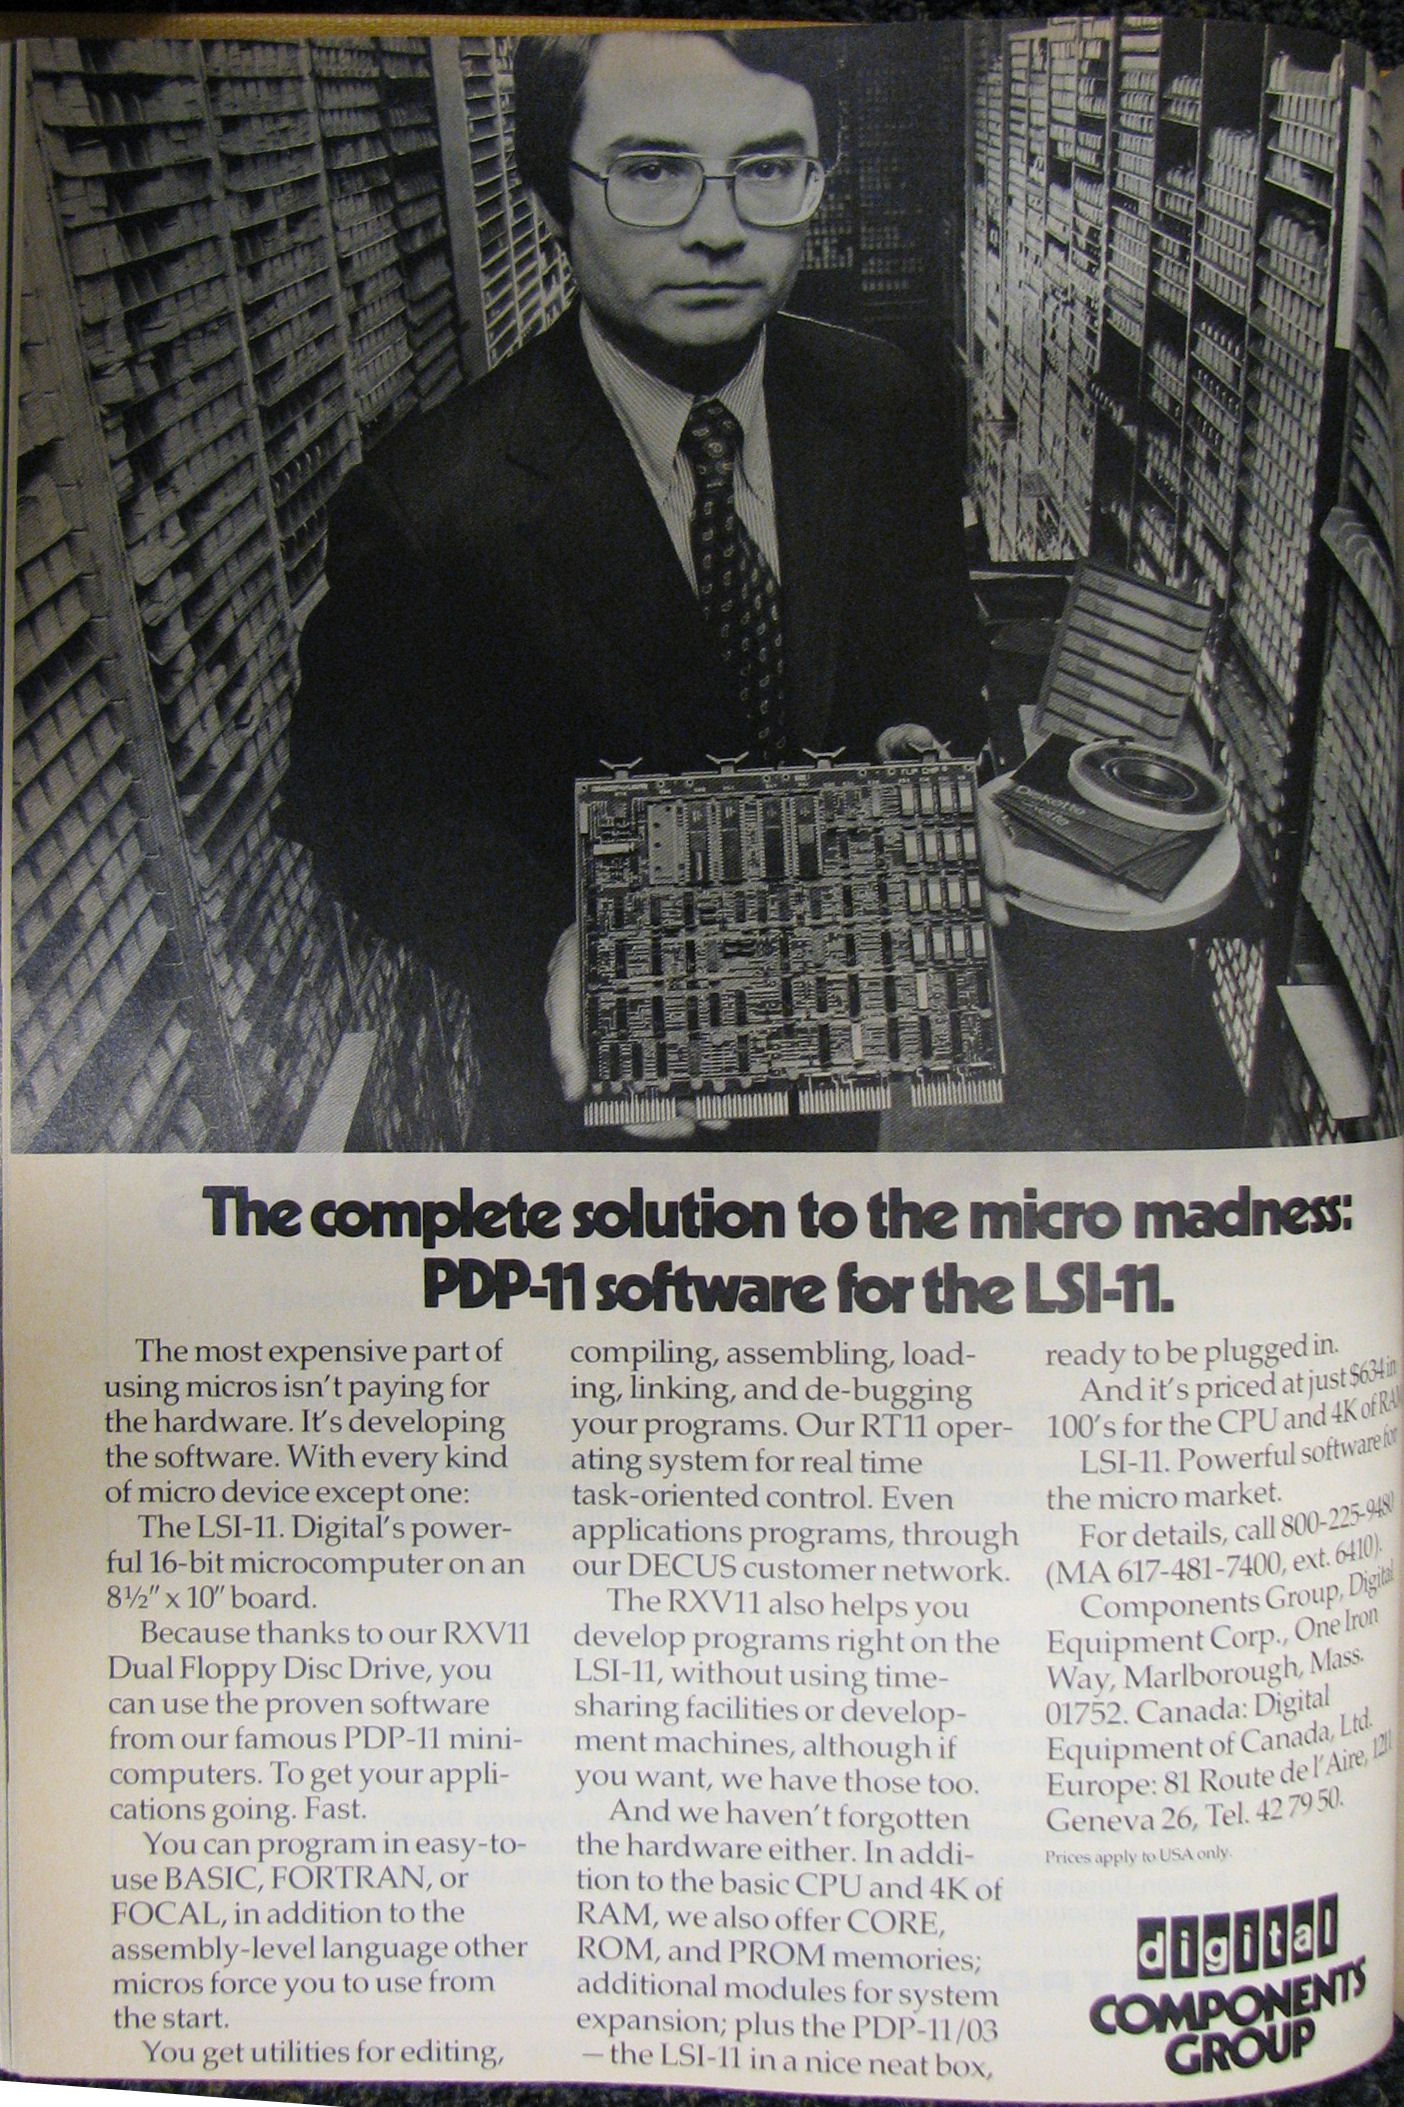 FLIP CHIP
The complete solution to the micro madness:
PDP-11 software for the LSI-11.
The most expensive part of
using micros isn't paying for
the hardware. It's developing
the software. With every kind
of micro device except one:
The LSI-11. Digital's power-
ful 16-bit microcomputer on an
8½" x 10" board.
Because thanks to our RXV11
Dual Floppy Disc Drive, you
can use the proven software
from our famous PDP-11 mini-
computers. To get your appli-
cations going. Fast.
You can program in easy-to-
use BASIC, FORTRAN, or
FOCAL, in addition to the
assembly-level language other
micros force you to use from
the start.
You get utilities for editing,
compiling, assembling, load-
ing, linking, and de-bugging
your programs. Our RT11 oper-
ating system for real time
task-oriented control. Even
applications programs, through
our DECUS customer network.
The RXV11 also helps you
develop programs right on the
LSI-11, without using time-
sharing facilities or develop-
ment machines, although if
you want, we have those too.
And we haven't forgotten
the hardware either. In addi-
tion to the basic CPU and 4K of
RAM, we also offer CORE,
ROM, and PROM memories;
additional modules for system
expansion; plus the PDP-11/03
—the LSI-11 in a nice neat box,
ready to be plugged in.
And it's priced at just $634 in
100's for the CPU and 4K of RAM
LSI-11. Powerful software for
the micro market.
For details, call 800-225-9480
(MA 617-481-7400, ext. 6410).
Components Group, Digital
Equipment Corp., One Iron
Way, Marlborough, Mass.
01752. Canada: Digital
Equipment of Canada, Ltd.
Europe: 81 Route de l'Aire, 1211
Geneva 26, Tel. 42 79 50.
Prices apply to USA only.
digital
COMPONENTS
GROUP